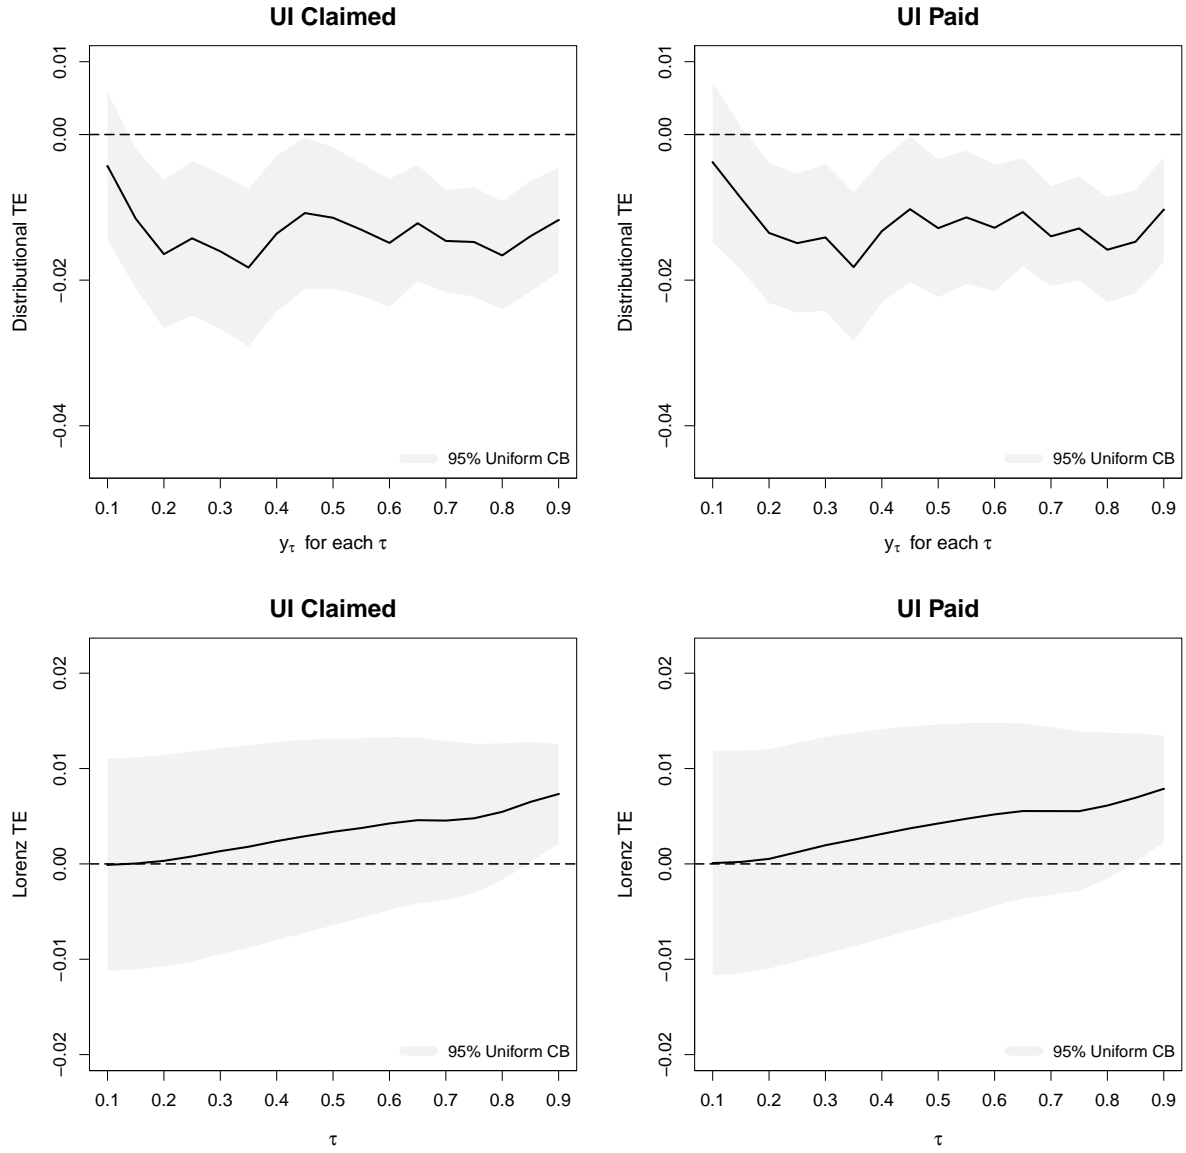 UI Claimed
Distributional TE
0.01
0.00
−0.02
−0.04
95% Uniform CB
0.1 0.2 0.3 0.4 0.5 0.6 0.7 0.8 0.9
yτ for each τ
UI Paid
Distributional TE
0.01
0.00
−0.02
−0.04
95% Uniform CB
0.1 0.2 0.3 0.4 0.5 0.6 0.7 0.8 0.9
yτ for each τ
UI Claimed
Lorenz TE
0.02
0.01
0.00
−0.01
−0.02
95% Uniform CB
0.1 0.2 0.3 0.4 0.5 0.6 0.7 0.8 0.9
τ
UI Paid
Lorenz TE
0.02
0.01
0.00
−0.01
−0.02
95% Uniform CB
0.1 0.2 0.3 0.4 0.5 0.6 0.7 0.8 0.9
τ